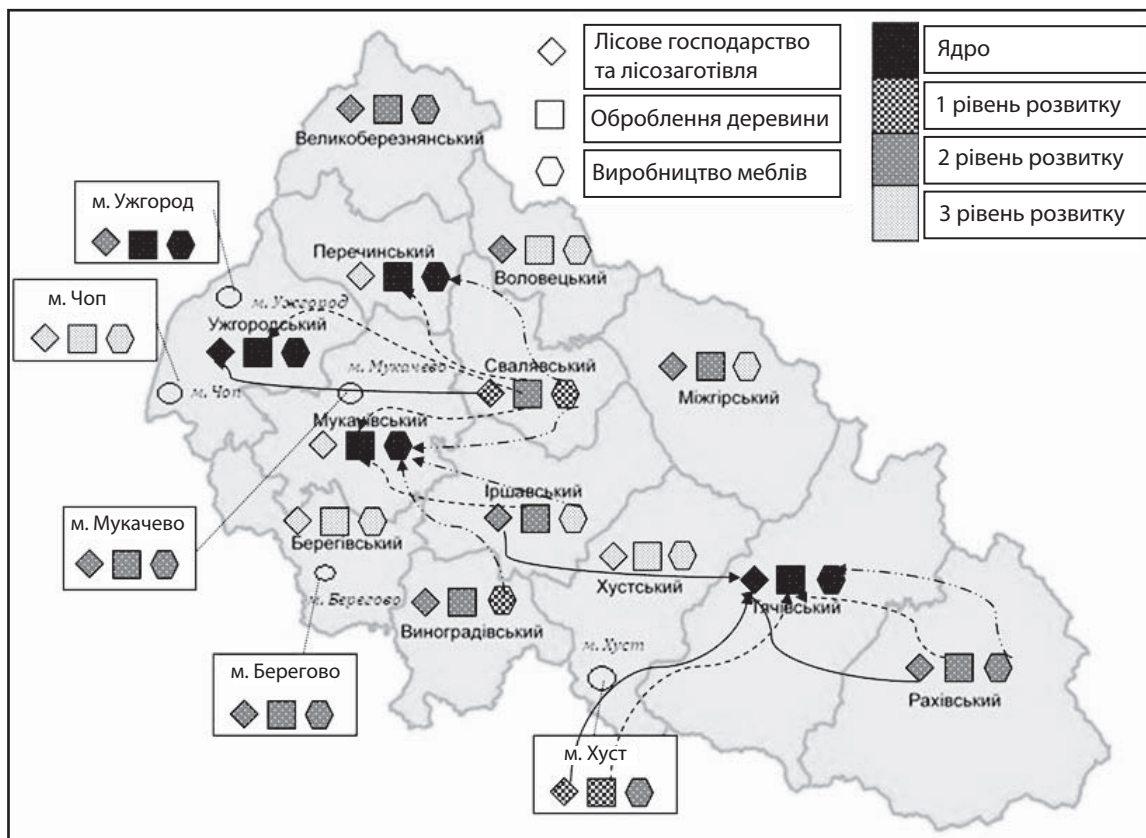 Лісове господарство
та лісозаготівля
Оброблення деревини
Виробництво меблів
Ядро
1 рівень розвитку
2 рівень розвитку
3 рівень розвитку
Великоберезнянський
м. Ужгород
Перечинський
Воловецький
м. Чоп
м. Ужгород
Ужгородський
м. Мукачево
Свалявський
м. Чоп
Міжгірський
Мукачівський
Іршавський
м. Мукачево
Берегівський
Хустський
Тячівський
м. Берегово
Виноградівський
м. Хуст
м. Берегово
Рахівський
м. Хуст